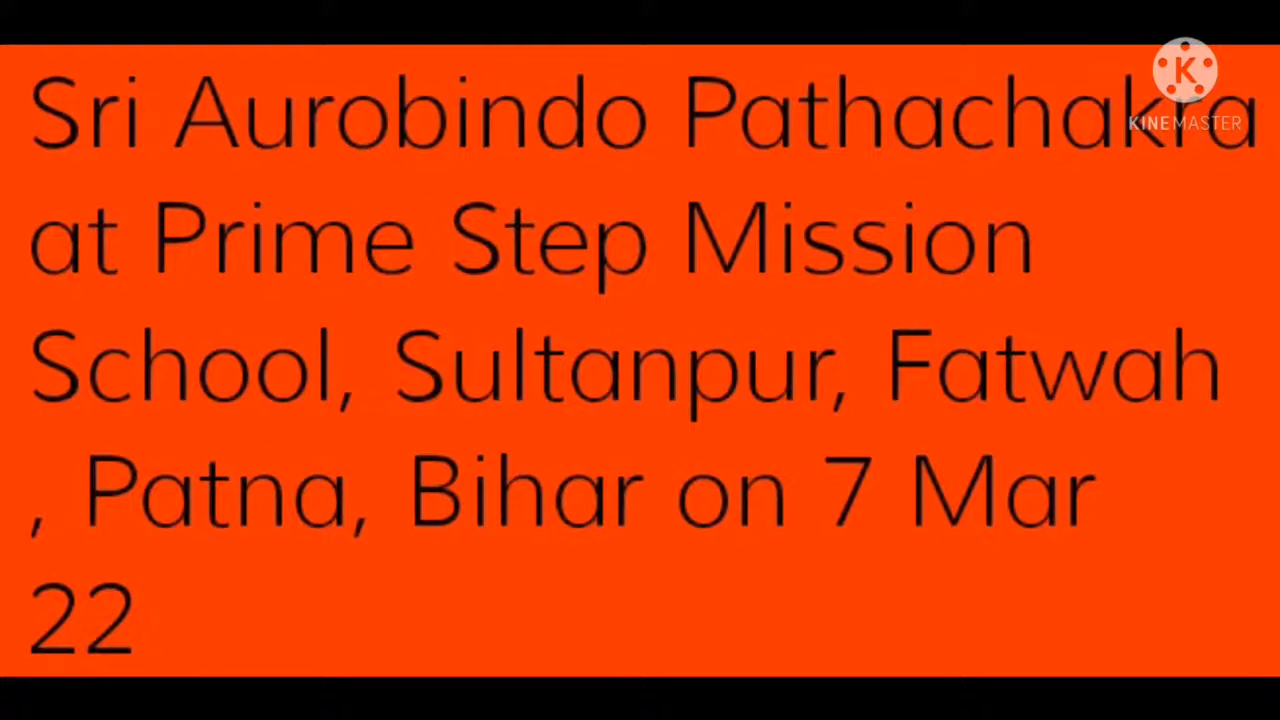 Sri Aurobindo Pathachakra
at Prime Step Mission
School, Sultanpur, Fatwah
, Patna, Bihar on 7 Mar
22
K
KINEMASTER